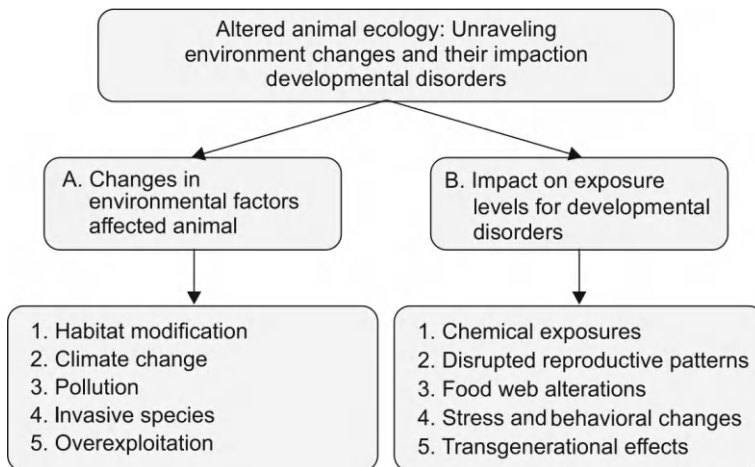 Altered animal ecology: Unraveling
environment changes and their impaction
developmental disorders
A. Changes in
environmental factors
affected animal
B. Impact on exposure
levels for developmental
disorders
1. Habitat modification
2. Climate change
3. Pollution
4. Invasive species
5. Overexploitation
1. Chemical exposures
2. Disrupted reproductive patterns
3. Food web alterations
4. Stress and behavioral changes
5. Transgenerational effects